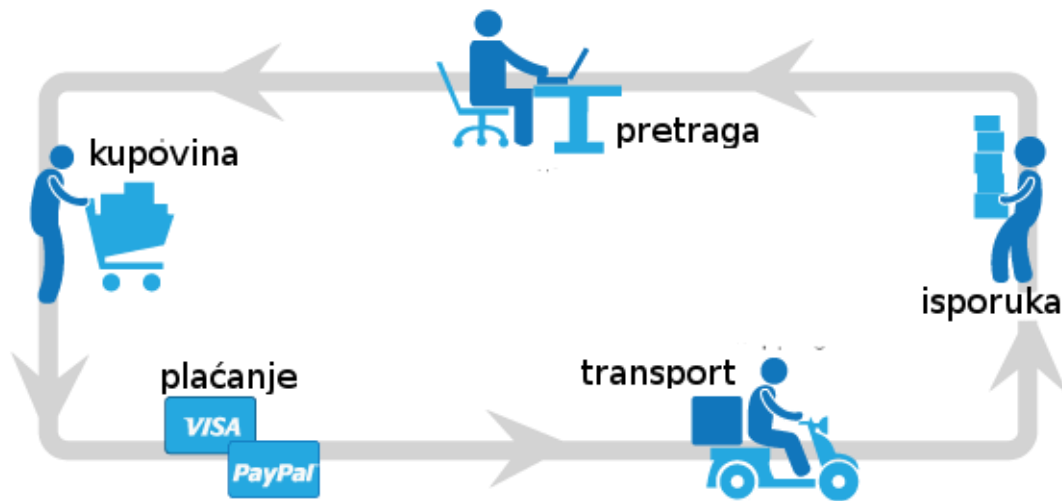 pretraga
kupovina
isporuka
plaćanje
transport
VISA
PayPal